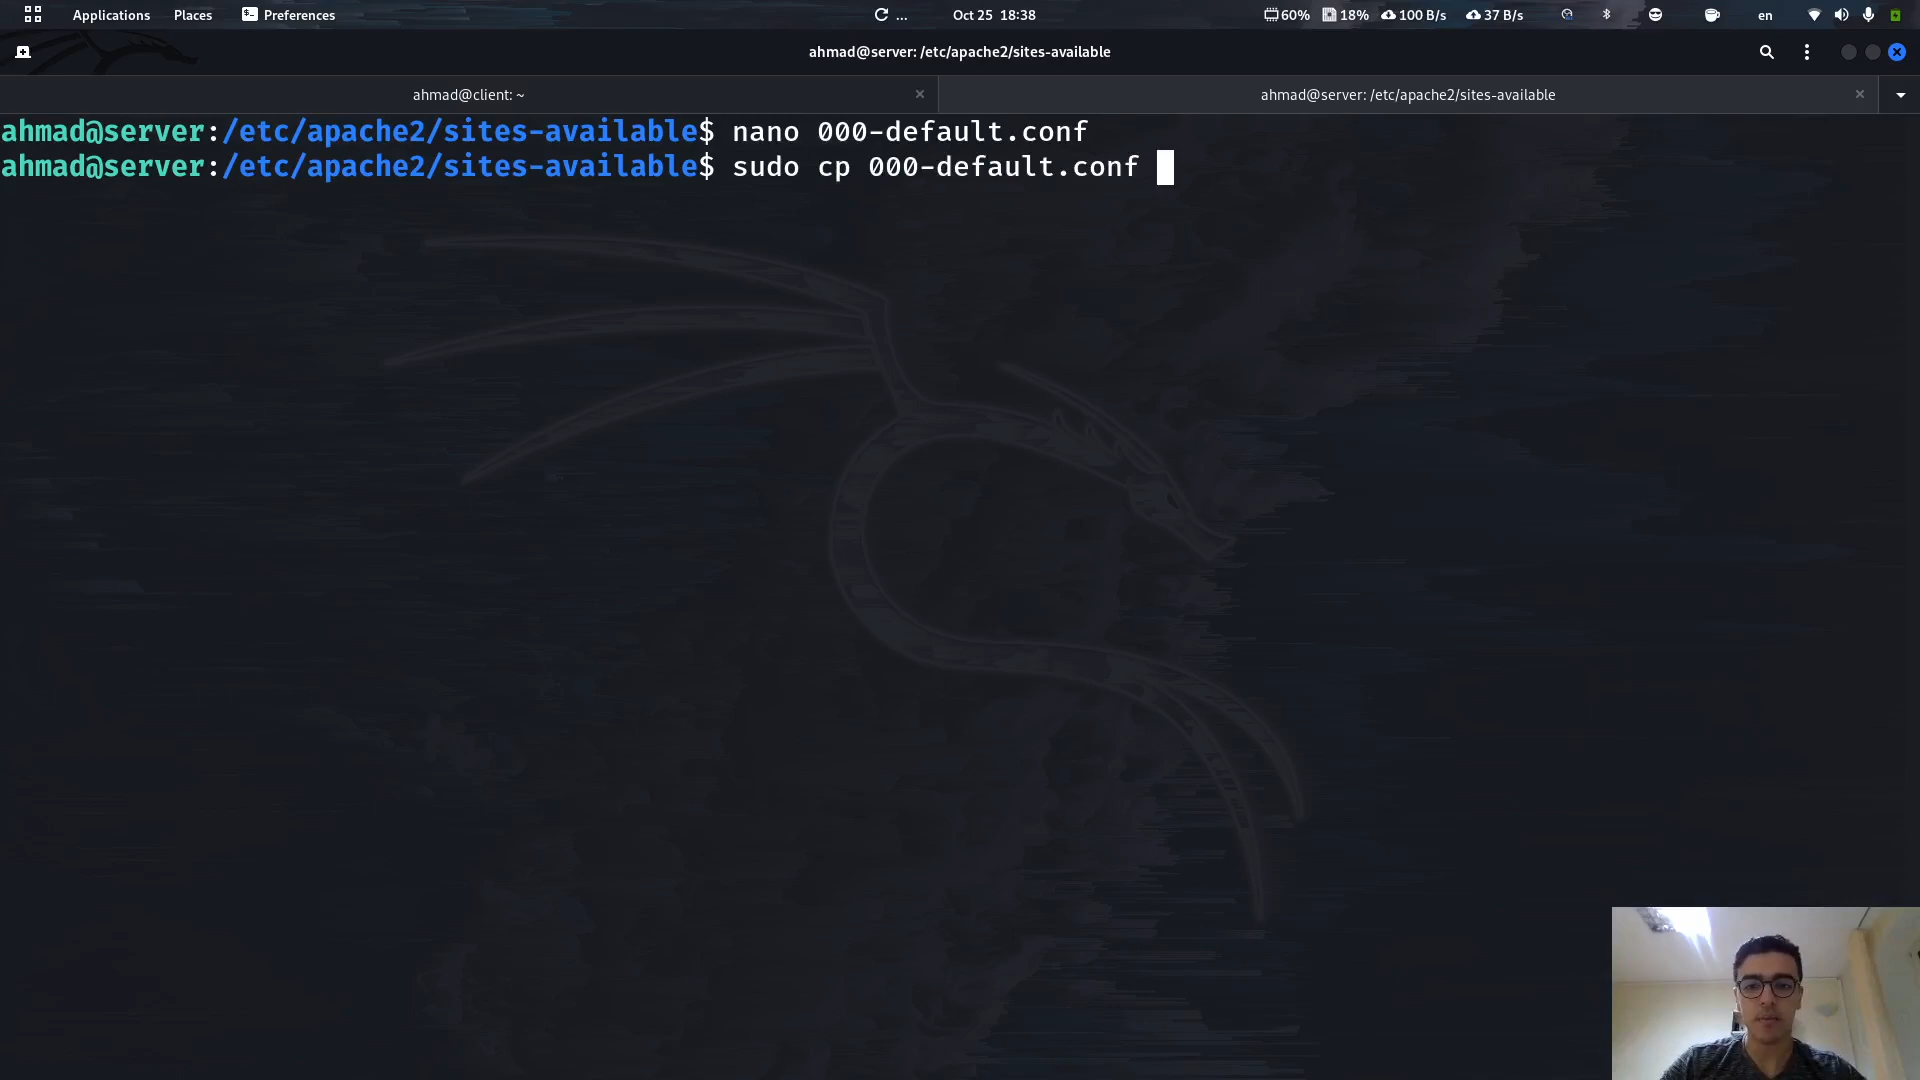 Applications Places Preferences ... Oct 25 18:38 60% 18% 100 B/s 37 B/s en
ahmad@server: /etc/apache2/sites-available
ahmad@client: ~ ahmad@server: /etc/apache2/sites-available
ahmad@server:/etc/apache2/sites-available$ nano 000-default.conf
ahmad@server:/etc/apache2/sites-available$ sudo cp 000-default.conf